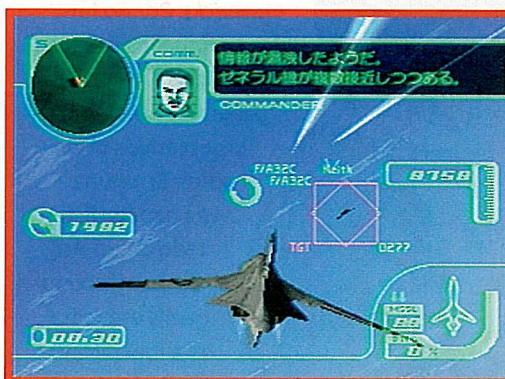 S
COMM.
情報が漏洩したようだ。
ゼネラル機が複数接近しつつある。
COMMANDER
F/A32C Keith
F/A32C
8758
1982
TGT 0277
00.30
%